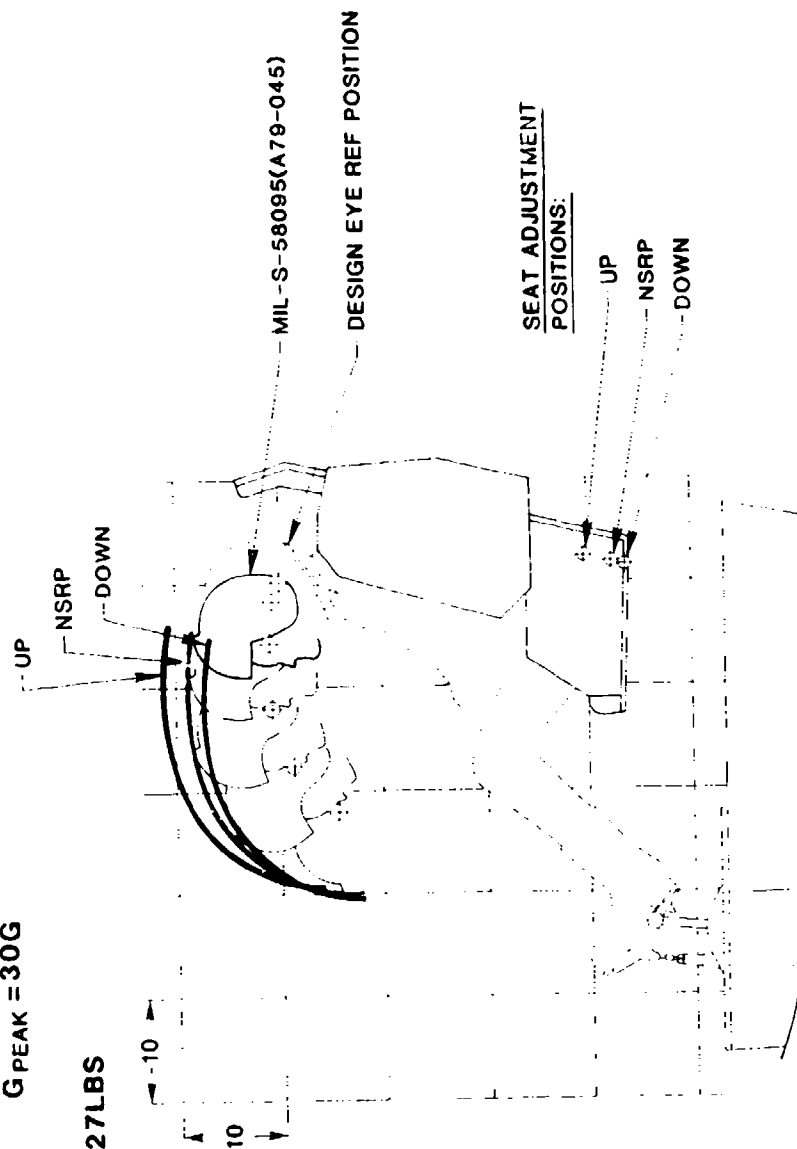 G PEAK = 30G
27LBS
-10
10
UP
NSRP
DOWN
MIL-S-58095(A79-045)
DESIGN EYE REF POSITION
SEAT ADJUSTMENT
POSITIONS:
UP
NSRP
DOWN